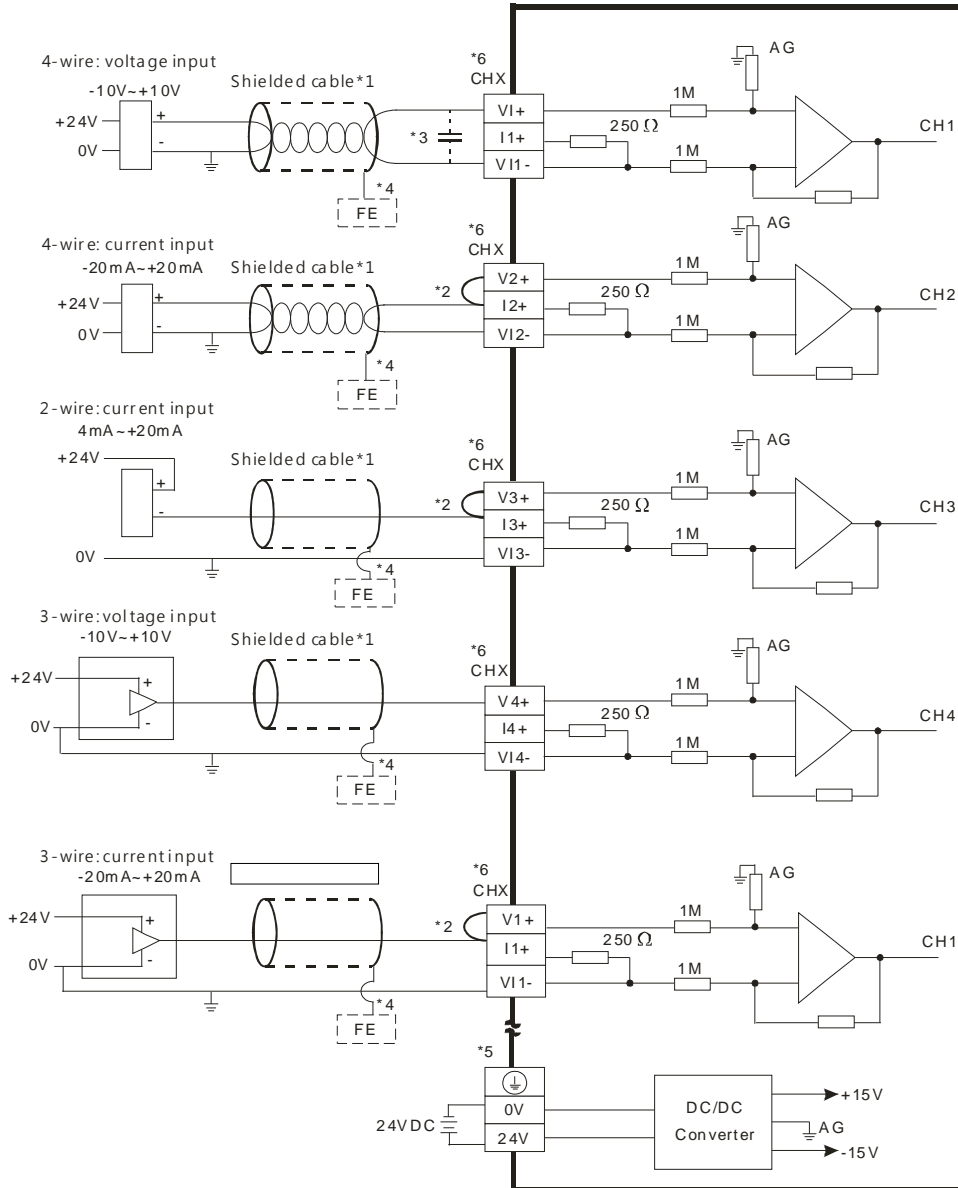 4-wire: voltage input
-10V~+10V
Shielded cable*1
*6
CHX
AG
+24V
+
0V
-
*3
VI+
I1+
VI1-
250 Ω
1M
1M
CH1
*4
FE
4-wire: current input
-20mA~+20mA
Shielded cable*1
*6
CHX
AG
+24V
+
0V
-
*2
V2+
I2+
VI2-
250 Ω
1M
1M
CH2
*4
FE
2-wire: current input
4mA~+20mA
+24V
Shielded cable*1
*6
CHX
AG
+
-
*2
V3+
I3+
VI3-
250 Ω
1M
1M
CH3
0V
*4
FE
3-wire: voltage input
-10V~+10V
Shielded cable*1
*6
CHX
AG
+24V
+
0V
-
V4+
I4+
VI4-
250 Ω
1M
1M
CH4
*4
FE
3-wire: current input
-20mA~+20mA
*6
CHX
AG
+24V
+
0V
-
*2
V1+
I1+
VI1-
250 Ω
1M
1M
CH1
*4
FE
*5
24VDC
0V
24V
DC/DC
Converter
+15V
AG
-15V